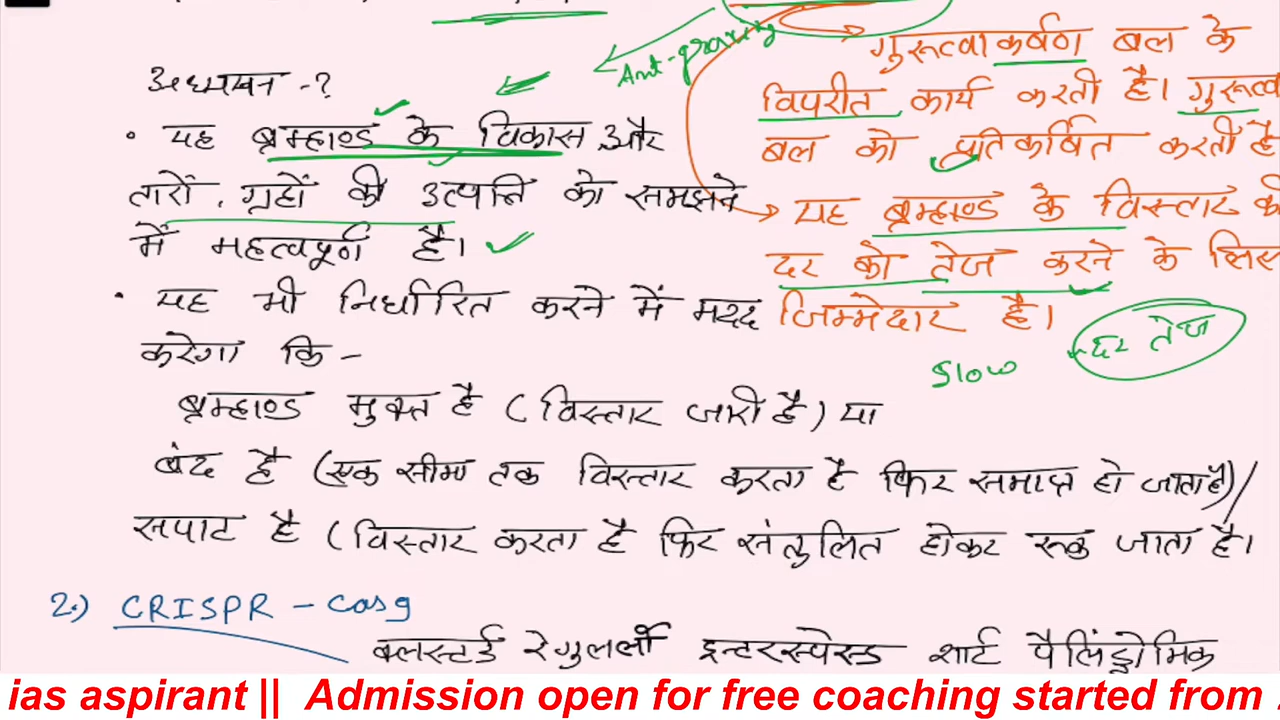 अध्ययन -?
• यह ब्रम्हाण्ड के विकास और
तारों, ग्रहों की उत्पत्ति को समझने
में महत्वपूर्ण है।
• यह भी निर्धारित करने में मदद
करेगा कि -
ब्रम्हाण्ड मुक्त है (विस्तार जारी है) या
बंद है (एक सीमा तक विस्तार करता है फिर समाप्त हो जाता है)/
सपाट है (विस्तार करता है फिर संतुलित होकर रूक जाता है।
Ant-graving
गुरूत्वाकर्षण बल के
विपरीत कार्य करती है। गुरूत्व
बल को प्रतिकर्षित करती है
यह ब्रम्हाण्ड के विस्तार की
दर को तेज करने के लिए
जिम्मेदार है।
slow
दर तेज
2.) CRISPR - Cas9
क्लस्टर्ड रेगुलर्ली इन्टरस्पेस्ड शार्ट पैलिंड्रोमिक
ias aspirant || Admission open for free coaching started from